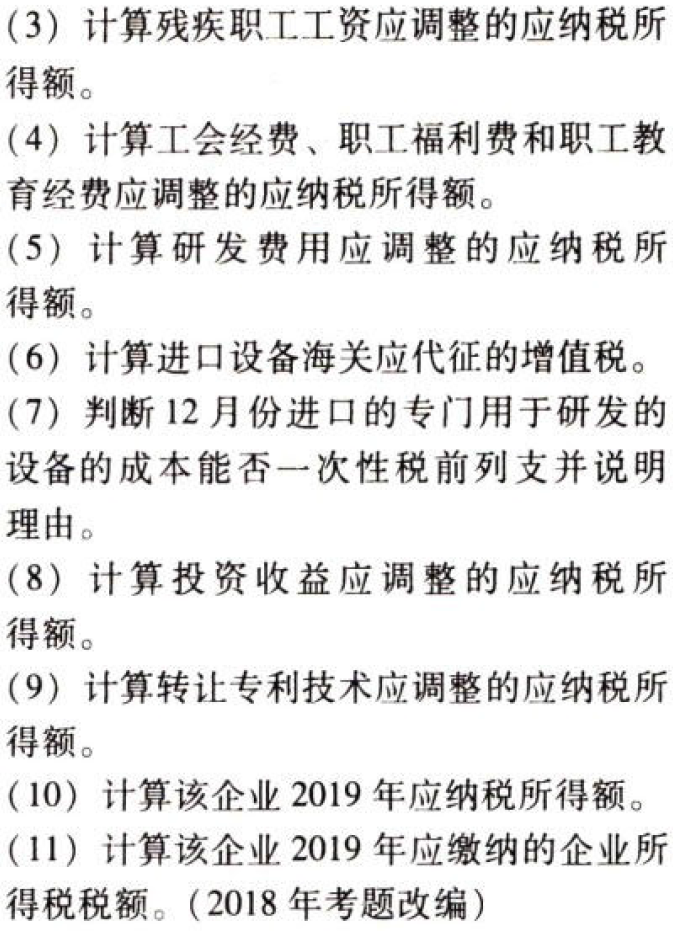 (3) 计算残疾职工工资应调整的应纳税所
得额。
(4) 计算工会经费、职工福利费和职工教
育经费应调整的应纳税所得额。
(5) 计算研发费用应调整的应纳税所
得额。
(6) 计算进口设备海关应代征的增值税。
(7) 判断 12 月份进口的专门用于研发的
设备的成本能否一次性税前列支并说明
理由。
(8) 计算投资收益应调整的应纳税所
得额。
(9) 计算转让专利技术应调整的应纳税所
得额。
(10) 计算该企业 2019 年应纳税所得额。
(11) 计算该企业 2019 年应缴纳的企业所
得税税额。(2018 年考题改编)